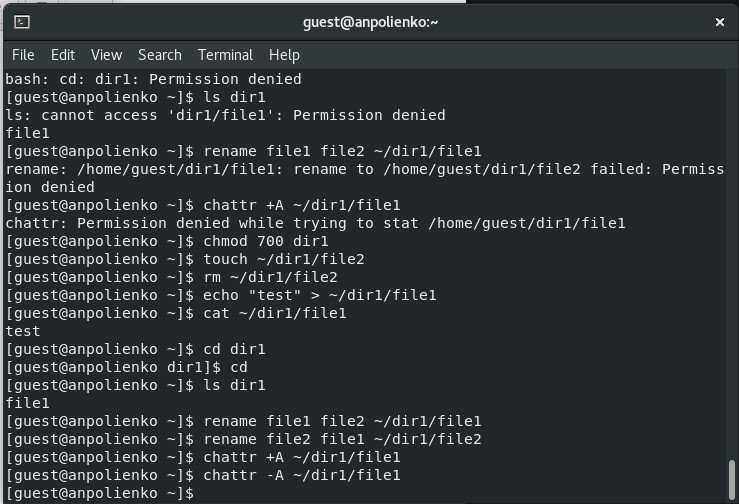 guest@anpolienko:~
File Edit View Search Terminal Help
bash: cd: dir1: Permission denied
[guest@anpolienko ~]$ ls dir1
ls: cannot access 'dir1/file1': Permission denied
file1
[guest@anpolienko ~]$ rename file1 file2 ~/dir1/file1
rename: /home/guest/dir1/file1: rename to /home/guest/dir1/file2 failed: Permiss
ion denied
[guest@anpolienko ~]$ chattr +A ~/dir1/file1
chattr: Permission denied while trying to stat /home/guest/dir1/file1
[guest@anpolienko ~]$ chmod 700 dir1
[guest@anpolienko ~]$ touch ~/dir1/file2
[guest@anpolienko ~]$ rm ~/dir1/file2
[guest@anpolienko ~]$ echo "test" > ~/dir1/file1
[guest@anpolienko ~]$ cat ~/dir1/file1
test
[guest@anpolienko ~]$ cd dir1
[guest@anpolienko dir1]$ cd
[guest@anpolienko ~]$ ls dir1
file1
[guest@anpolienko ~]$ rename file1 file2 ~/dir1/file1
[guest@anpolienko ~]$ rename file2 file1 ~/dir1/file2
[guest@anpolienko ~]$ chattr +A ~/dir1/file1
[guest@anpolienko ~]$ chattr -A ~/dir1/file1
[guest@anpolienko ~]$